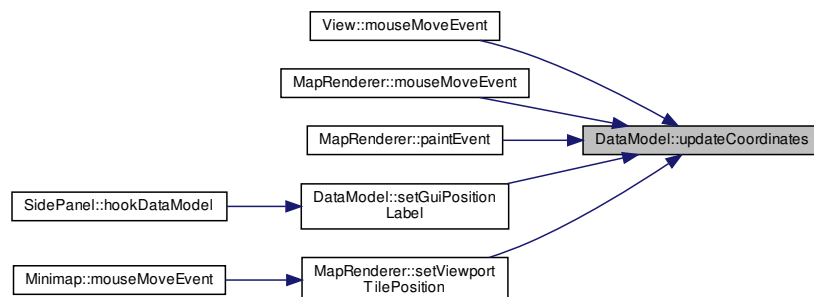 View::mouseMoveEvent
MapRenderer::mouseMoveEvent
DataModel::updateCoordinates
MapRenderer::paintEvent
SidePanel::hookDataModel
DataModel::setGuiPosition
Label
Minimap::mouseMoveEvent
MapRenderer::setViewport
TilePosition